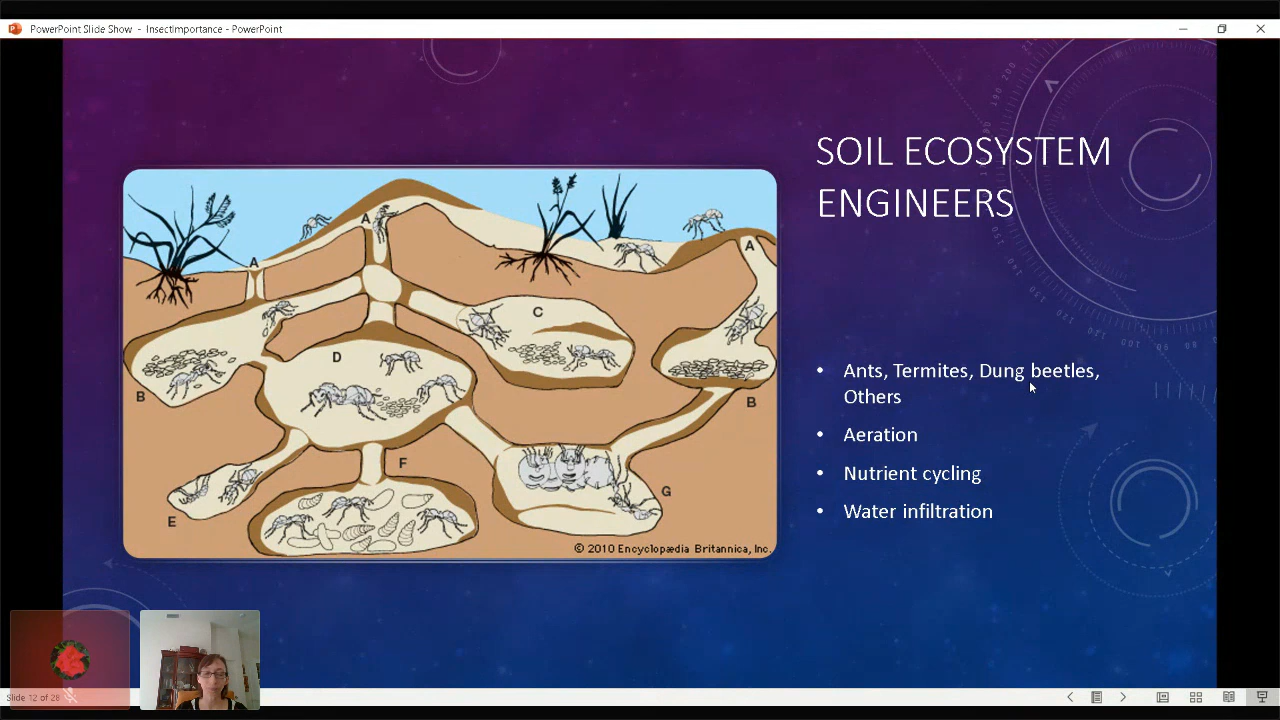 PowerPoint Slide Show - InsectImportance - PowerPoint
SOIL ECOSYSTEM
ENGINEERS
• Ants, Termites, Dung beetles,
Others
• Aeration
• Nutrient cycling
• Water infiltration
A
A
A
C
D
B
B
F
G
E
© 2010 Encyclopædia Britannica, Inc.
Slide 12 of 28